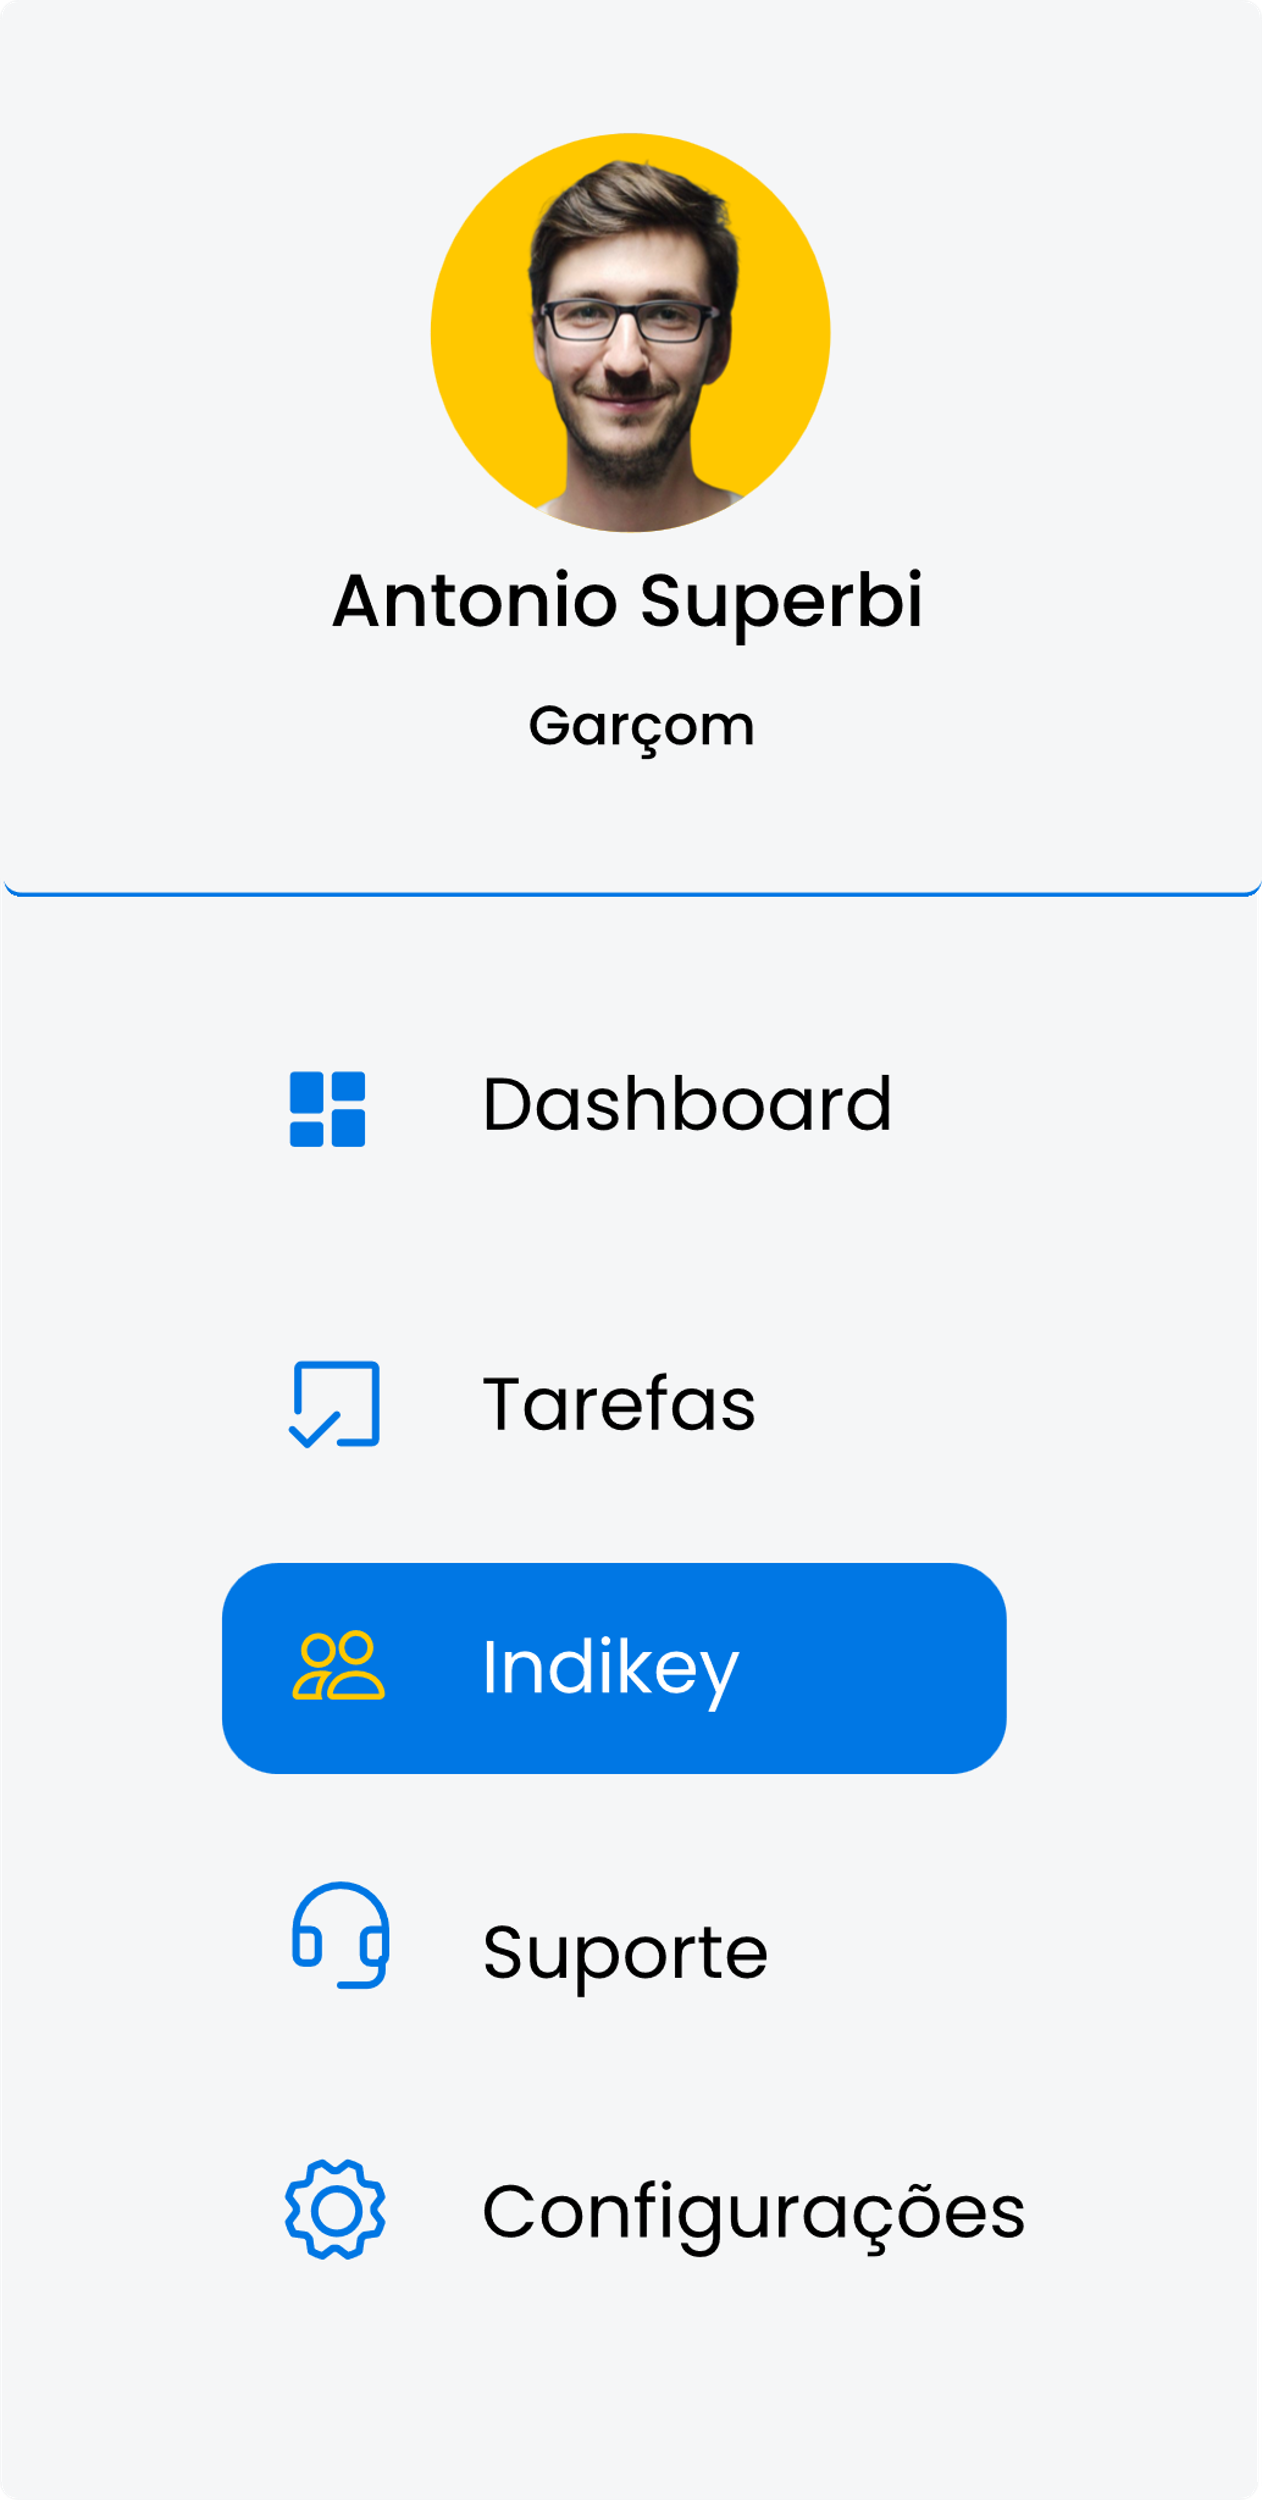 Antonio Superbi
Garçom
Dashboard
Tarefas
Indikey
Suporte
Configurações